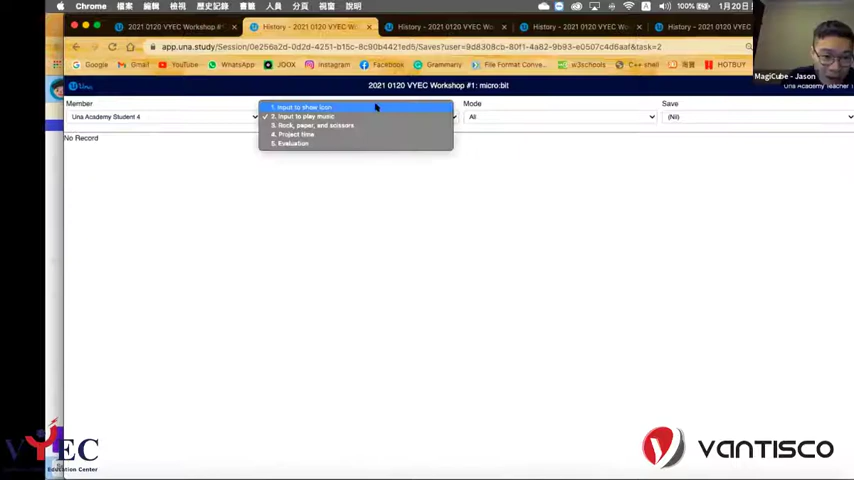 Chrome 檔案 編輯 檢視 歷史記錄 書籤 人員 分頁 視窗 說明 100% 1月20日
2021 0120 VYEC Workshop # History - 2021 0120 VYEC Work History - 2021 0120 VYEC Work History - 2021 0120 VYEC Work History - 2021 0120 VYEC
app.una.study/Session/0e256a2d-0d2d-4251-b15c-8c90b4421ed5/Saves?user=9d8308cb-80f1-4a82-9b93-e0507c4d6aaf&task=2
Google Gmail YouTube WhatsApp JOOX Instagram Facebook Grammarly File Format Conve... w3schools C++ shell HOTBUY
MagiCube - Jason
Una 2021 0120 VYEC Workshop #1: micro:bit Una Academy Teacher
Member Mode Save
Una Academy Student 4 All (Nil)
1. Input to show icon
✓ 2. Input to play music
3. Rock, paper, and scissors
4. Project time
5. Evaluation
No Record
VYEC
Education Center
VANTISCO